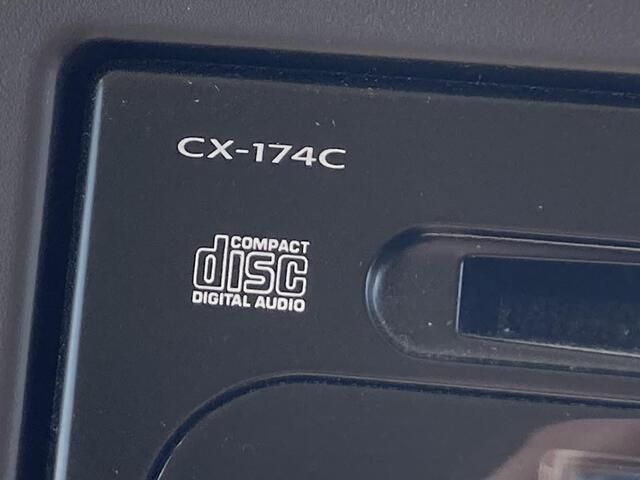 CX-174C
COMPACT
disc
DIGITAL AUDIO